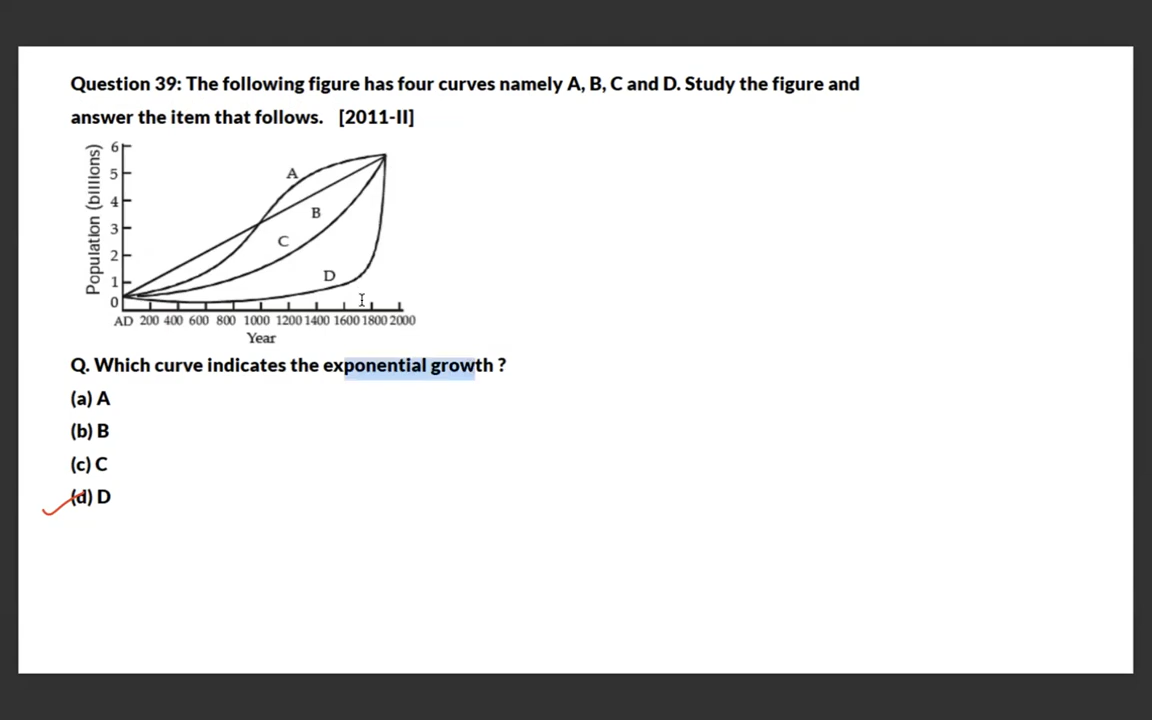 Question 39: The following figure has four curves namely A, B, C and D. Study the figure and
answer the item that follows. [2011-II]
Population (billions)
6
5
4
3
2
1
0
A
B
C
D
AD 200 400 600 800 1000 1200 1400 1600 1800 2000
Year
Q. Which curve indicates the exponential growth ?
(a) A
(b) B
(c) C
(d) D